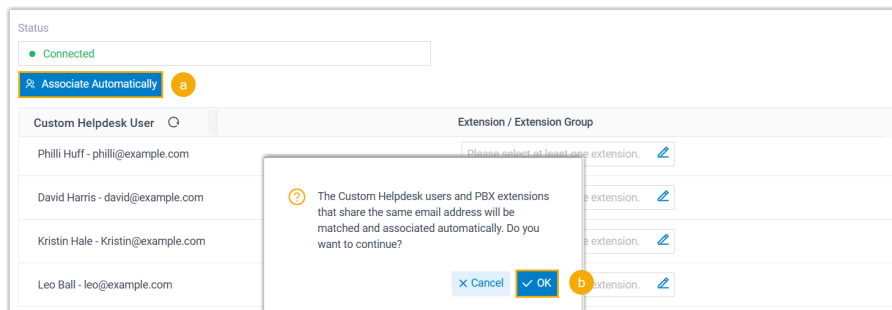 Status
Connected
Associate Automatically
a
Custom Helpdesk User
Extension / Extension Group
Philli Huff - philli@example.com
Please select at least one extension.
David Harris - david@example.com
e extension.
Kristin Hale - Kristin@example.com
e extension.
Leo Ball - leo@example.com
extension.
The Custom Helpdesk users and PBX extensions
that share the same email address will be
matched and associated automatically. Do you
want to continue?
Cancel
OK
b